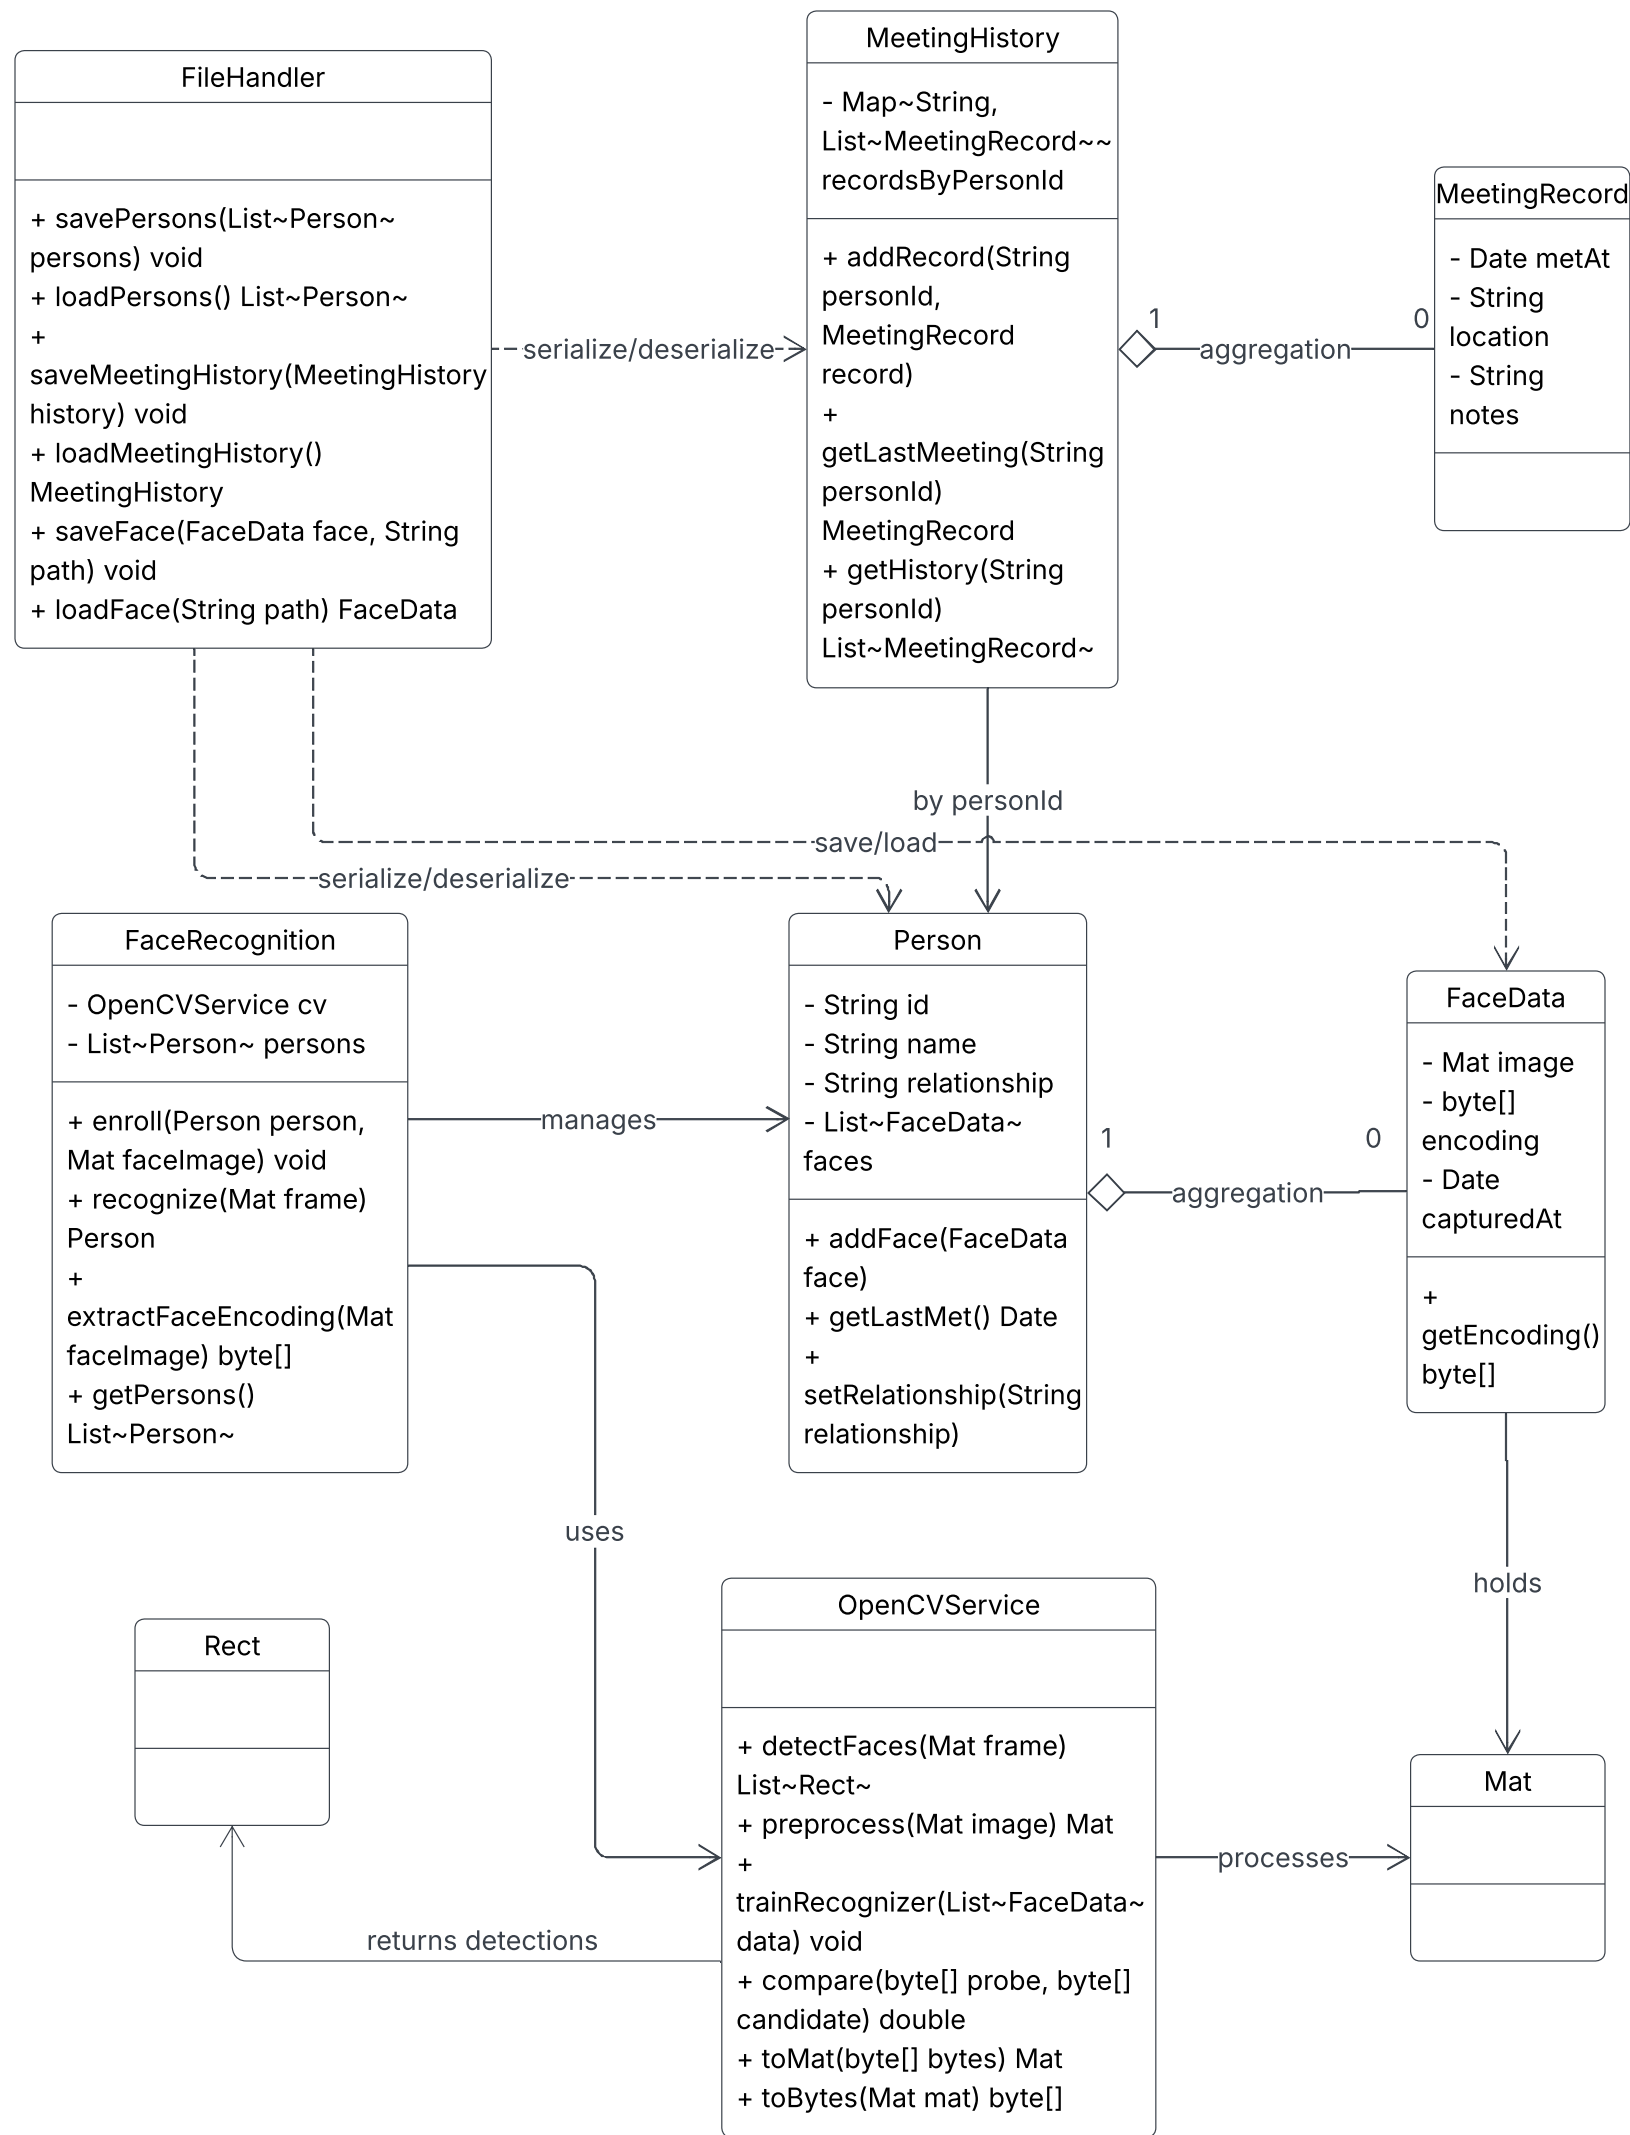 FileHandler
+ savePersons(List~Person~
persons) void
+ loadPersons() List~Person~
+
saveMeetingHistory(MeetingHistory
history) void
+ loadMeetingHistory()
MeetingHistory
+ saveFace(FaceData face, String
path) void
+ loadFace(String path) FaceData
serialize/deserialize
MeetingHistory
- Map~String,
List~MeetingRecord~~
recordsByPersonId
+ addRecord(String
personId,
MeetingRecord
record)
+
getLastMeeting(String
personId)
MeetingRecord
+ getHistory(String
personId)
List~MeetingRecord~
1
aggregation
0
MeetingRecord
- Date metAt
- String
location
- String
notes
by personId
save/load
serialize/deserialize
FaceRecognition
- OpenCVService cv
- List~Person~ persons
+ enroll(Person person,
Mat faceImage) void
+ recognize(Mat frame)
Person
+
extractFaceEncoding(Mat
faceImage) byte[]
+ getPersons()
List~Person~
manages
Person
- String id
- String name
- String relationship
- List~FaceData~
faces
+ addFace(FaceData
face)
+ getLastMet() Date
+
setRelationship(String
relationship)
1
aggregation
0
FaceData
- Mat image
- byte[]
encoding
- Date
capturedAt
+
getEncoding()
byte[]
uses
holds
Rect
OpenCVService
+ detectFaces(Mat frame)
List~Rect~
+ preprocess(Mat image) Mat
+
trainRecognizer(List~FaceData~
data) void
+ compare(byte[] probe, byte[]
candidate) double
+ toMat(byte[] bytes) Mat
+ toBytes(Mat mat) byte[]
processes
Mat
returns detections